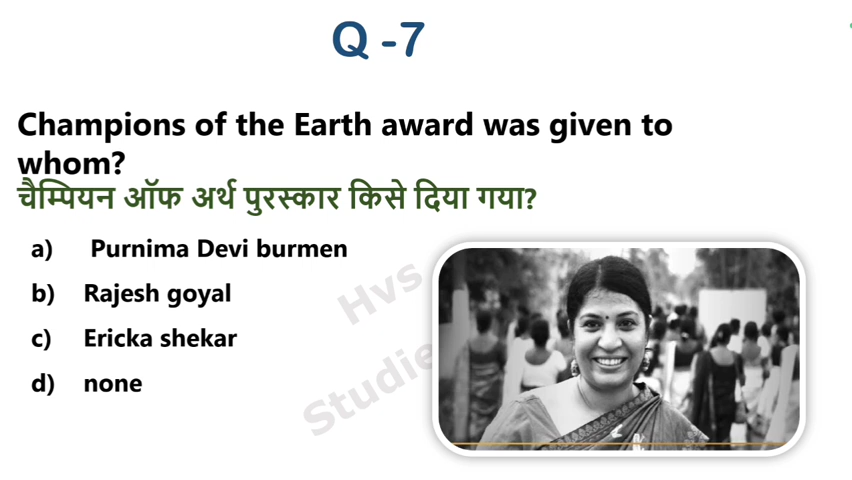 Q -7
Champions of the Earth award was given to
whom?
चैम्पियन ऑफ अर्थ पुरस्कार किसे दिया गया?
a) Purnima Devi burmen
b) Rajesh goyal
c) Ericka shekar
d) none
Hvs
Studie